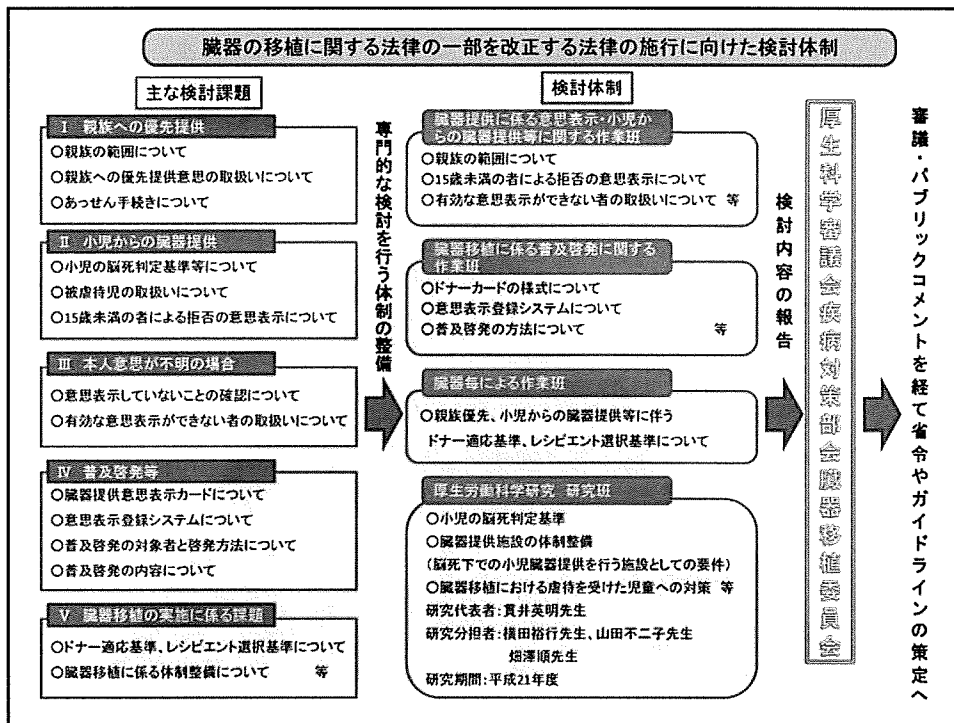 臓器の移植に関する法律の一部を改正する法律の施行に向けた検討体制
主な検討課題
Ⅰ 親族への優先提供
○親族の範囲について
○親族への優先提供意思の取扱いについて
○あっせん手続きについて
Ⅱ 小児からの臓器提供
○小児の脳死判定基準等について
○被虐待児の取扱いについて
○15歳未満の者による拒否の意思表示について
Ⅲ 本人意思が不明の場合
○意思表示していないことの確認について
○有効な意思表示ができない者の取扱いについて
Ⅳ 普及啓発等
○臓器提供意思表示カードについて
○意思表示登録システムについて
○普及啓発の対象者と啓発方法について
○普及啓発の内容について
Ⅴ 臓器移植の実施に係る課題
○ドナー適応基準、レシピエント選択基準について
○臓器移植に係る体制整備について 等
専門的な検討を行う体制の整備
検討体制
臓器提供に係る意思表示・小児か
らの臓器提供等に関する作業班
○親族の範囲について
○15歳未満の者による拒否の意思表示について
○有効な意思表示ができない者の取扱いについて 等
臓器移植に係る普及啓発に関する
作業班
○ドナーカードの様式について
○意思表示登録システムについて
○普及啓発の方法について 等
臓器毎による作業班
○親族優先、小児からの臓器提供等に伴う
ドナー適応基準、レシピエント選択基準について
厚生労働科学研究 研究班
○小児の脳死判定基準
○臓器提供施設の体制整備
(脳死下での小児臓器提供を行う施設としての要件)
○臓器移植における虐待を受けた児童への対策 等
研究代表者:貫井英明先生
研究分担者:横田裕行先生、山田不二子先生
畑澤順先生
研究期間:平成21年度
検討内容の報告
厚生科学審議会疾病対策部会臓器移植委員会
審議・パブリックコメントを経て省令やガイドラインの策定へ